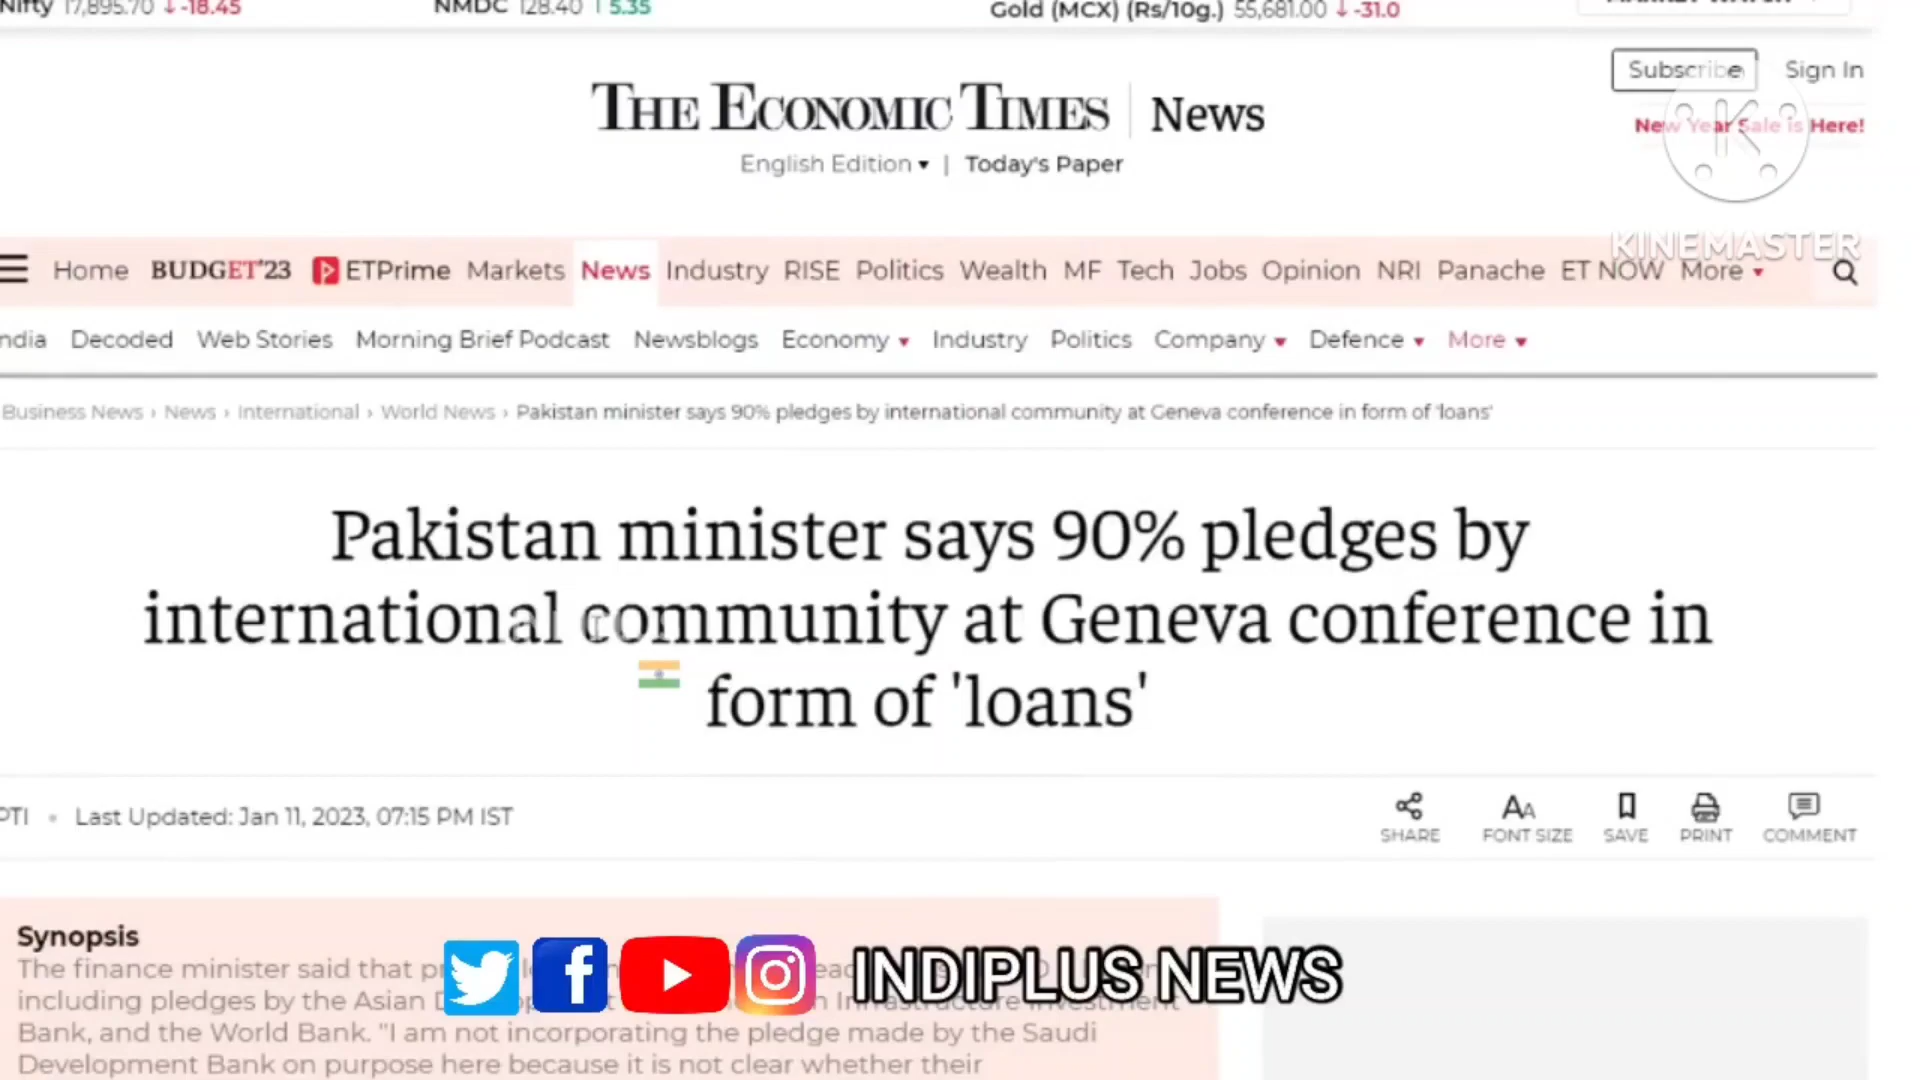 Nifty 17,895.70 ↓ -18.45 NMDC 128.40 ↑ 5.35 Gold (MCX) (Rs/10g.) 55,681.00 ↓ -31.0
Subscribe Sign In
THE ECONOMIC TIMES | News
New Year Sale is Here!
English Edition ▾ | Today's Paper
KINEMASTER
Home BUDGET'23 ETPrime Markets News Industry RISE Politics Wealth MF Tech Jobs Opinion NRI Panache ET NOW More ▾
ndia Decoded Web Stories Morning Brief Podcast Newsblogs Economy ▾ Industry Politics Company ▾ Defence ▾ More ▾
Business News › News › International › World News › Pakistan minister says 90% pledges by international community at Geneva conference in form of 'loans'
Pakistan minister says 90% pledges by
international community at Geneva conference in
form of 'loans'
PTI • Last Updated: Jan 11, 2023, 07:15 PM IST
SHARE FONT SIZE SAVE PRINT COMMENT
Synopsis
The finance minister said that
including pledges by the Asian Infrastructure Investment
Bank, and the World Bank. "I am not incorporating the pledge made by the Saudi
Development Bank on purpose here because it is not clear whether their
INDIPLUS NEWS